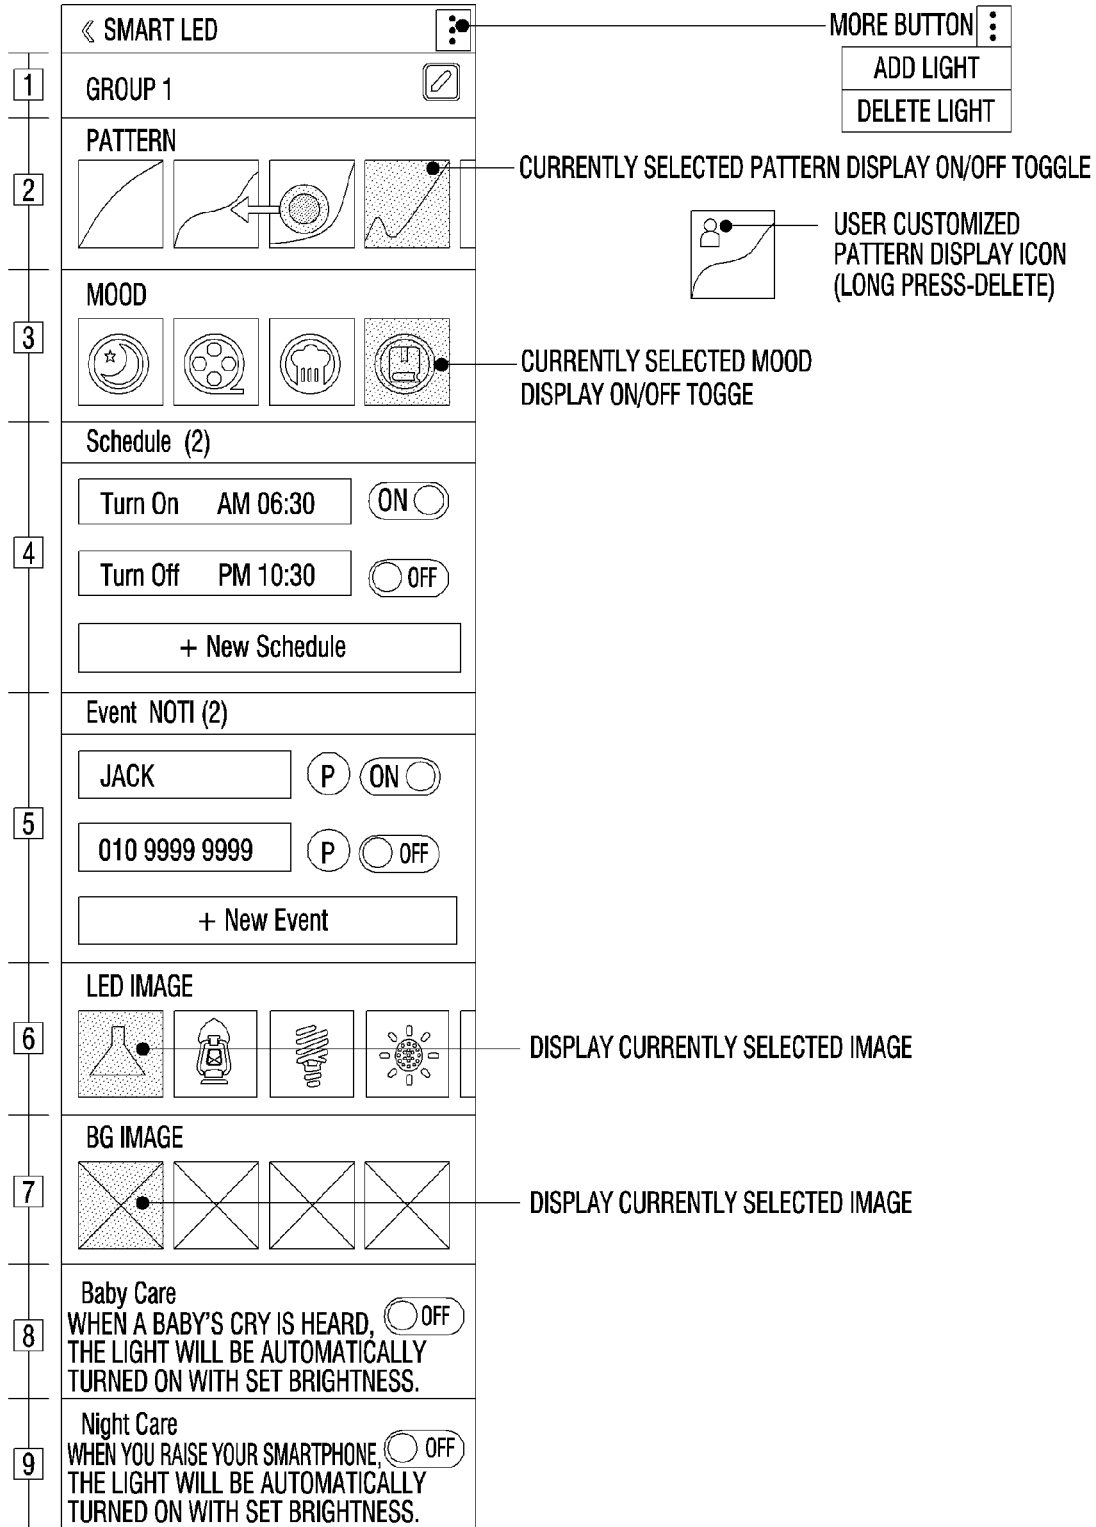 《 SMART LED
MORE BUTTON
ADD LIGHT
DELETE LIGHT
1
GROUP 1
2
PATTERN
CURRENTLY SELECTED PATTERN DISPLAY ON/OFF TOGGLE
USER CUSTOMIZED
PATTERN DISPLAY ICON
(LONG PRESS-DELETE)
3
MOOD
CURRENTLY SELECTED MOOD
DISPLAY ON/OFF TOGGE
4
Schedule (2)
Turn On AM 06:30 ON
Turn Off PM 10:30 OFF
+ New Schedule
5
Event NOTI (2)
JACK P ON
010 9999 9999 P OFF
+ New Event
6
LED IMAGE
DISPLAY CURRENTLY SELECTED IMAGE
7
BG IMAGE
DISPLAY CURRENTLY SELECTED IMAGE
8
Baby Care
WHEN A BABY'S CRY IS HEARD, OFF
THE LIGHT WILL BE AUTOMATICALLY
TURNED ON WITH SET BRIGHTNESS.
9
Night Care
WHEN YOU RAISE YOUR SMARTPHONE, OFF
THE LIGHT WILL BE AUTOMATICALLY
TURNED ON WITH SET BRIGHTNESS.